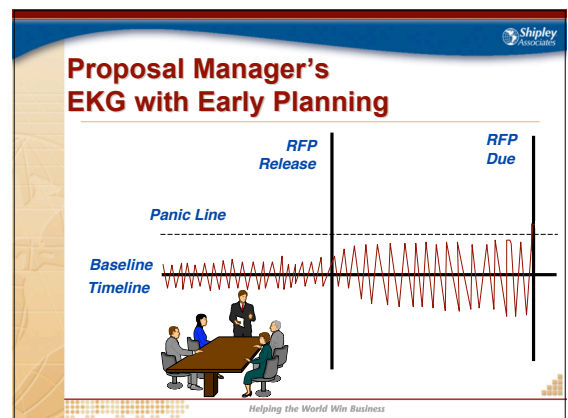 Shipley
Associates
Proposal Manager's
EKG with Early Planning
RFP
Release
RFP
Due
Panic Line
Baseline
Timeline
Helping the World Win Business